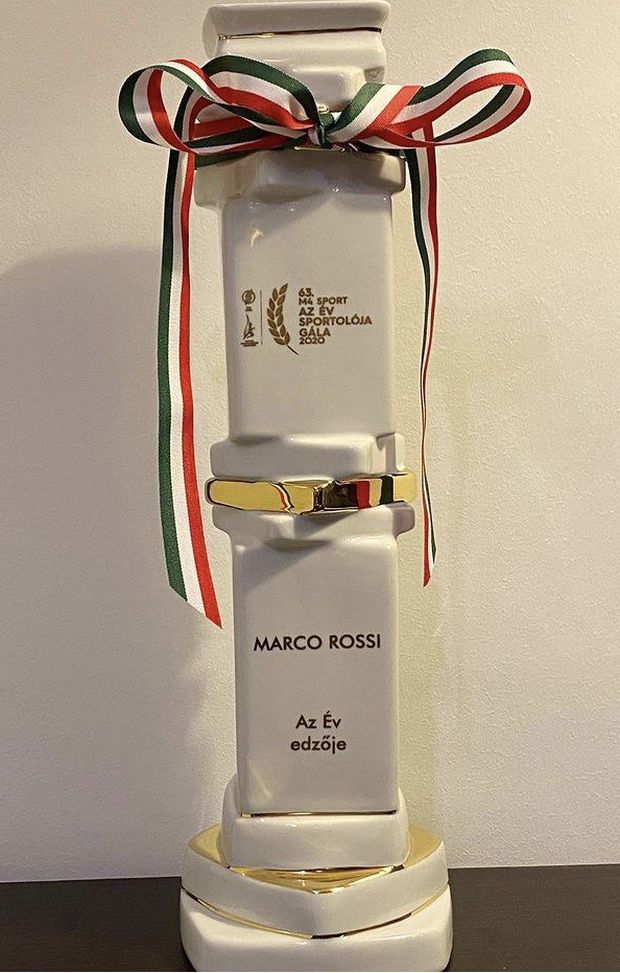 63.
M4 SPORT
AZ ÉV
SPORTOLÓJA
GÁLA
2020
MARCO ROSSI
Az Év
edzője